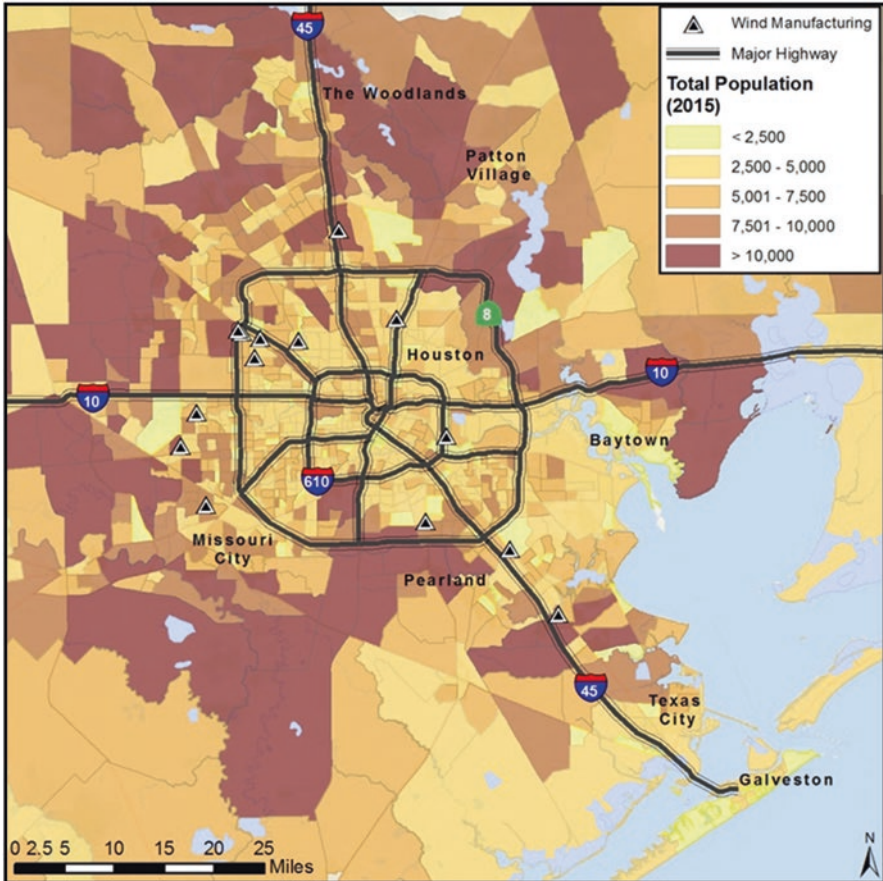 Wind Manufacturing
Major Highway
Total Population
(2015)
< 2,500
2,500 - 5,000
5,001 - 7,500
7,501 - 10,000
> 10,000
45
The Woodlands
Patton
Village
8
Houston
10
10
Baytown
610
Missouri
City
Pearland
45
Texas
City
Galveston
0 2.5 5 10 15 20 25
Miles
N